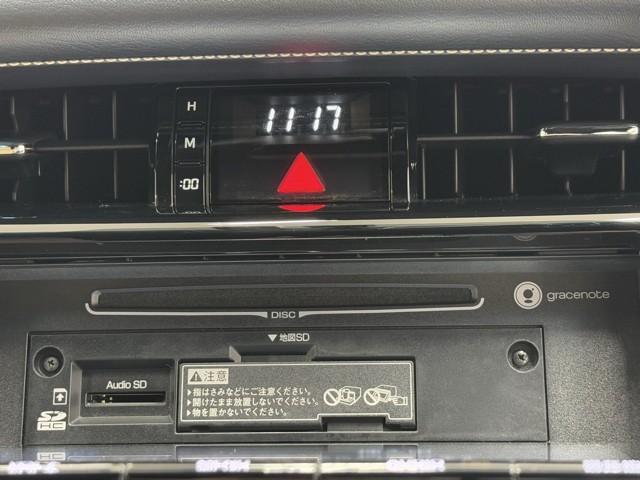 H
11:17
M
:00
DISC
gracenote
▼地図SD
Audio SD
⚠注意
▶指はさみなどにご注意ください。
▶開けたまま放置しないでください。
▶物を置かないでください。
SD
HC